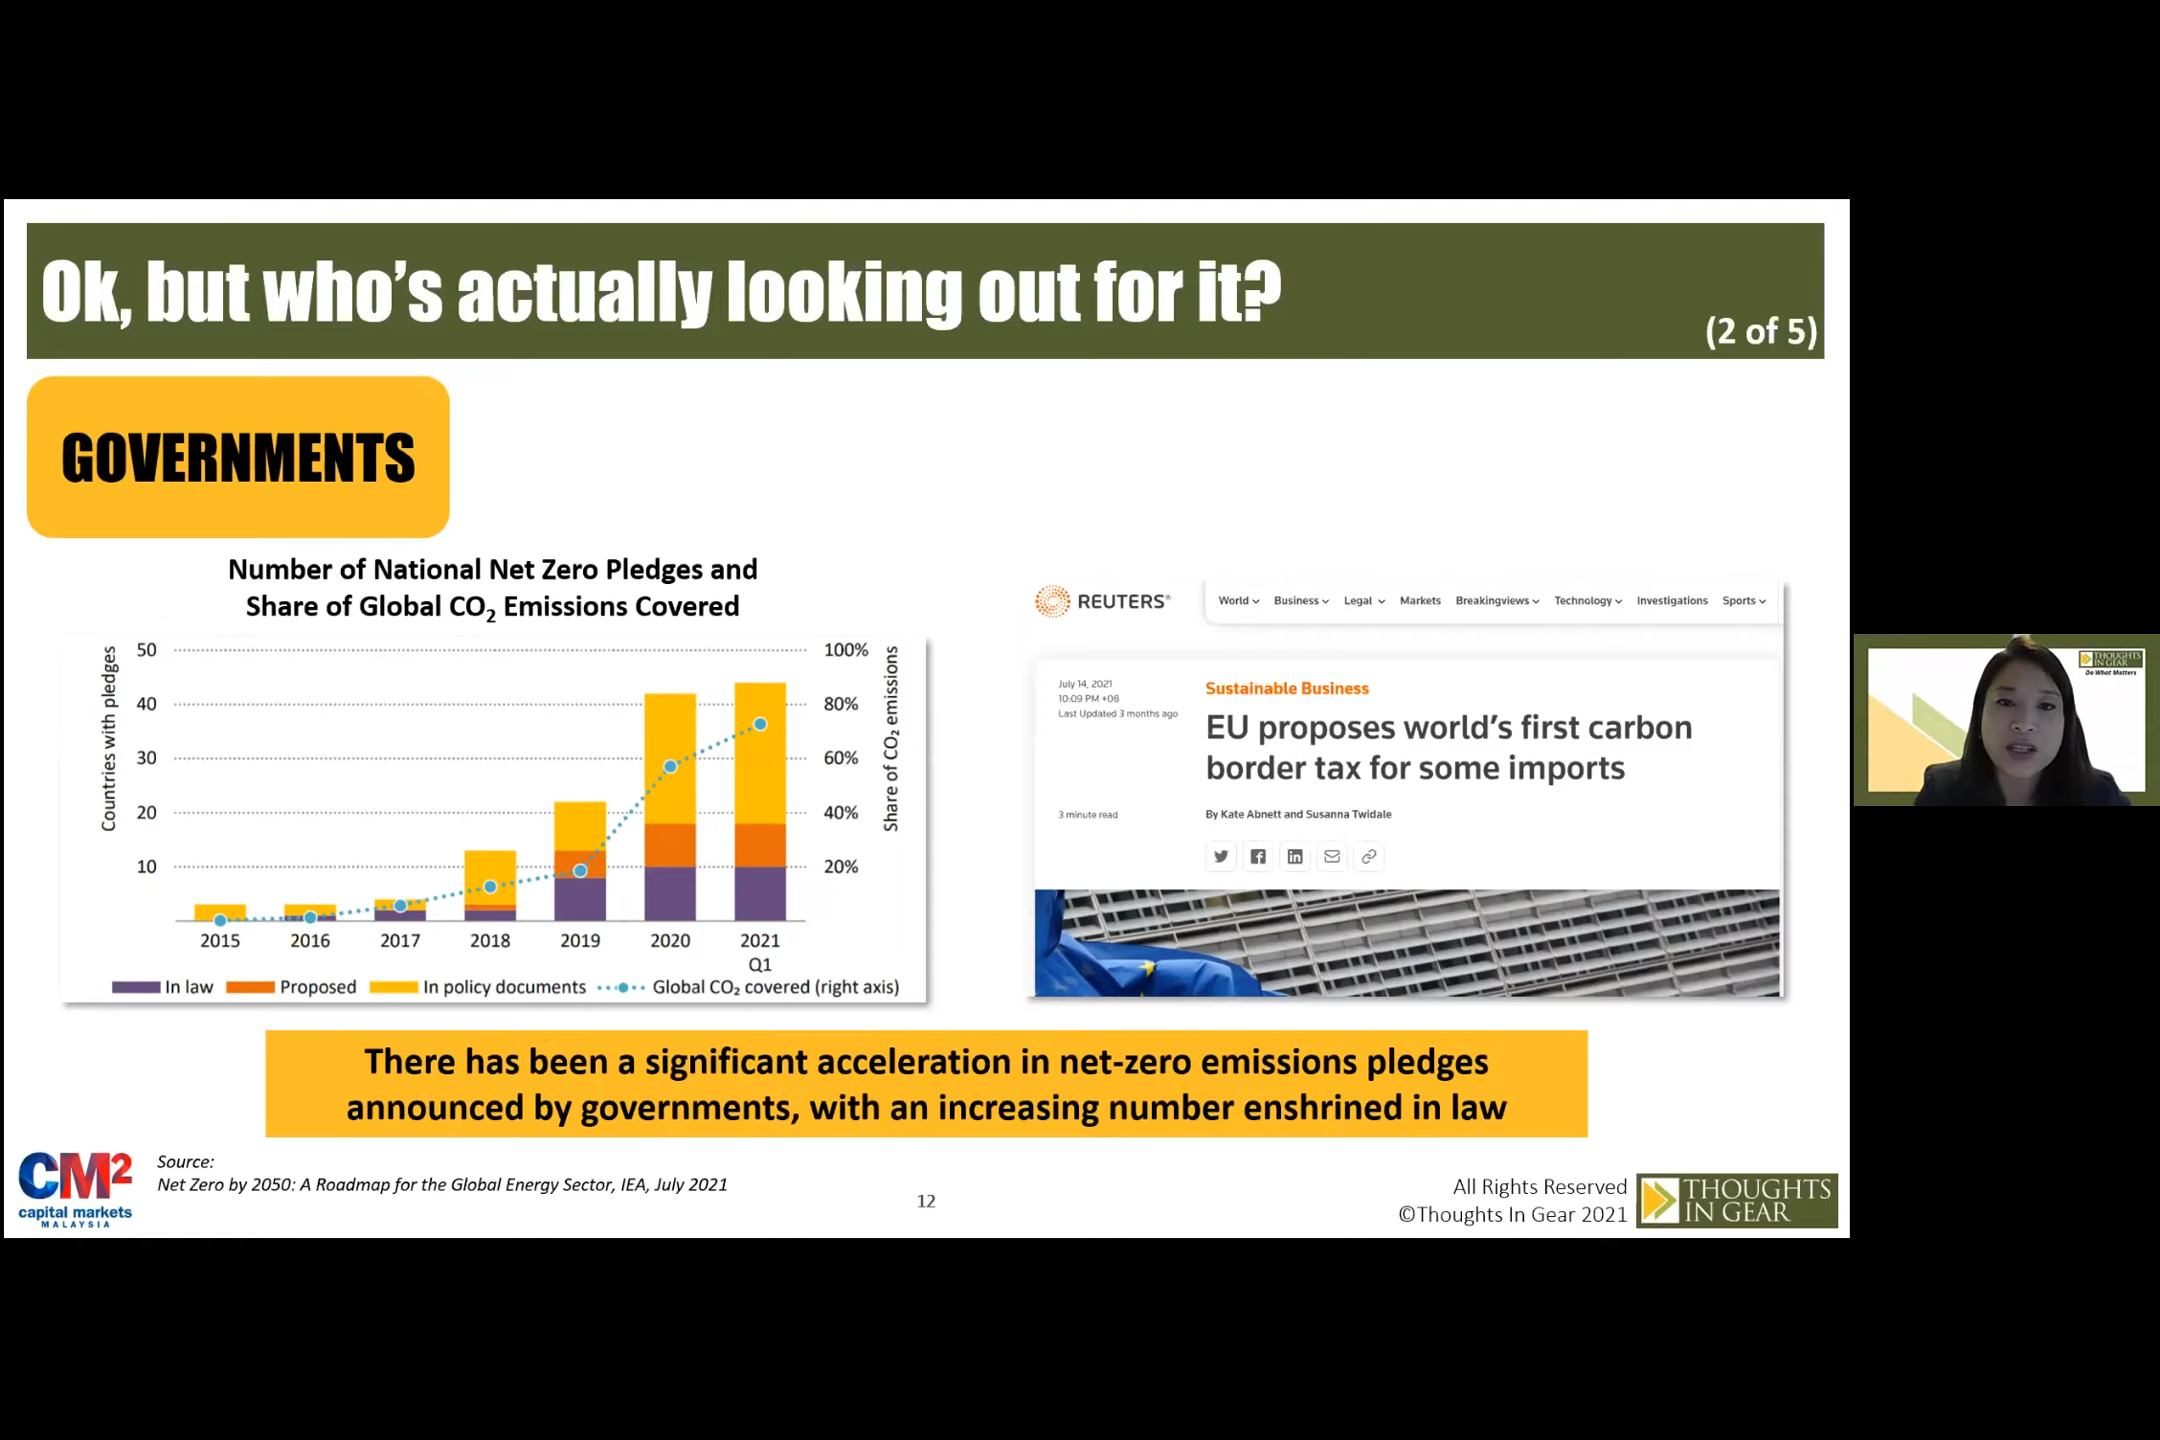 Ok, but who's actually looking out for it?
(2 of 5)
GOVERNMENTS
Number of National Net Zero Pledges and
Share of Global CO₂ Emissions Covered
Countries with pledges
50
40
30
20
10
100%
80%
60%
40%
20%
Share of CO₂ emissions
2015 2016 2017 2018 2019 2020 2021
Q1
In law Proposed In policy documents Global CO₂ covered (right axis)
REUTERS®
World Business Legal Markets Breakingviews Technology Investigations Sports
July 14, 2021
10:09 PM +08
Last Updated 3 months ago
Sustainable Business
EU proposes world's first carbon
border tax for some imports
3 minute read
By Kate Abnett and Susanna Twidale
There has been a significant acceleration in net-zero emissions pledges
announced by governments, with an increasing number enshrined in law
CM2
capital markets
MALAYSIA
Source:
Net Zero by 2050: A Roadmap for the Global Energy Sector, IEA, July 2021
12
All Rights Reserved
©Thoughts In Gear 2021
THOUGHTS
IN GEAR
THOUGHTS
IN GEAR
Do What Matters